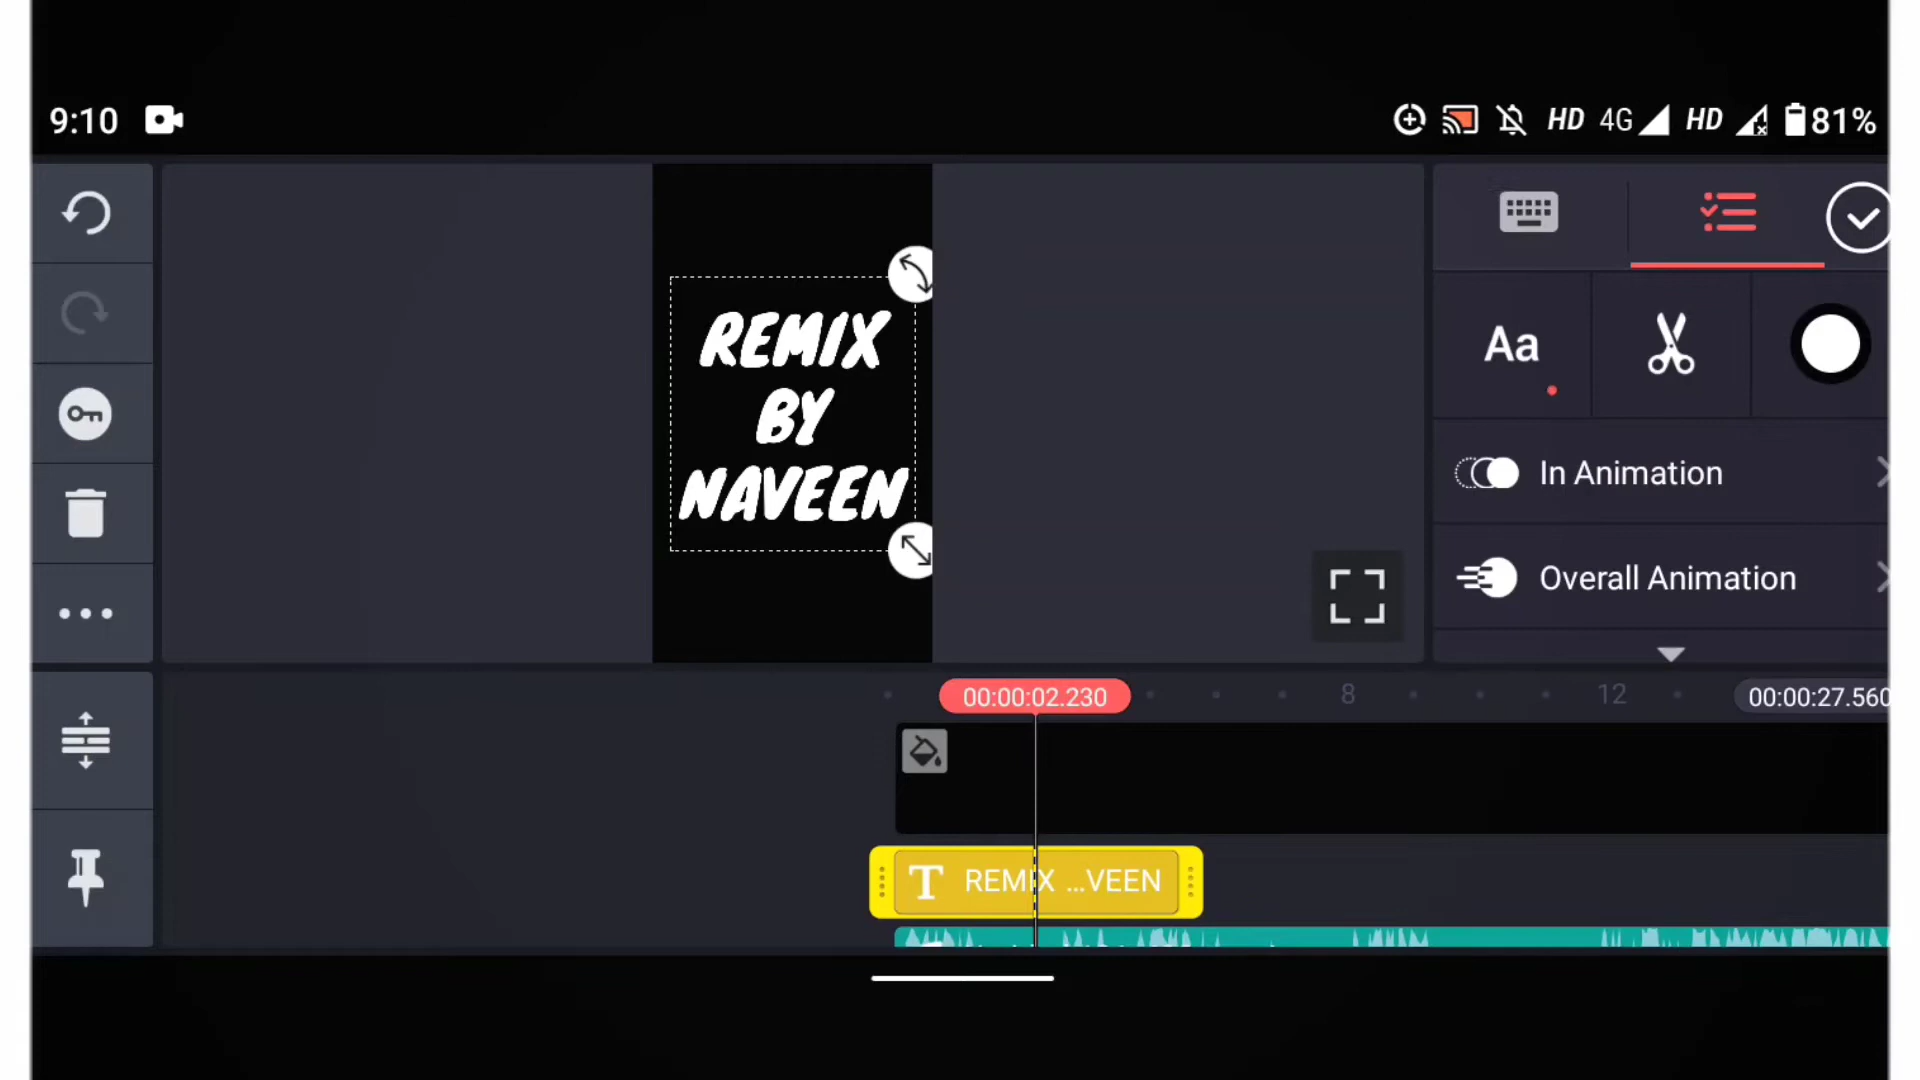 9:10
HD 4G HD 81%
REMIX
BY
NAVEEN
Aa
In Animation
Overall Animation
00:00:02.230
8
12
00:00:27.560
T REMIX ...VEEN